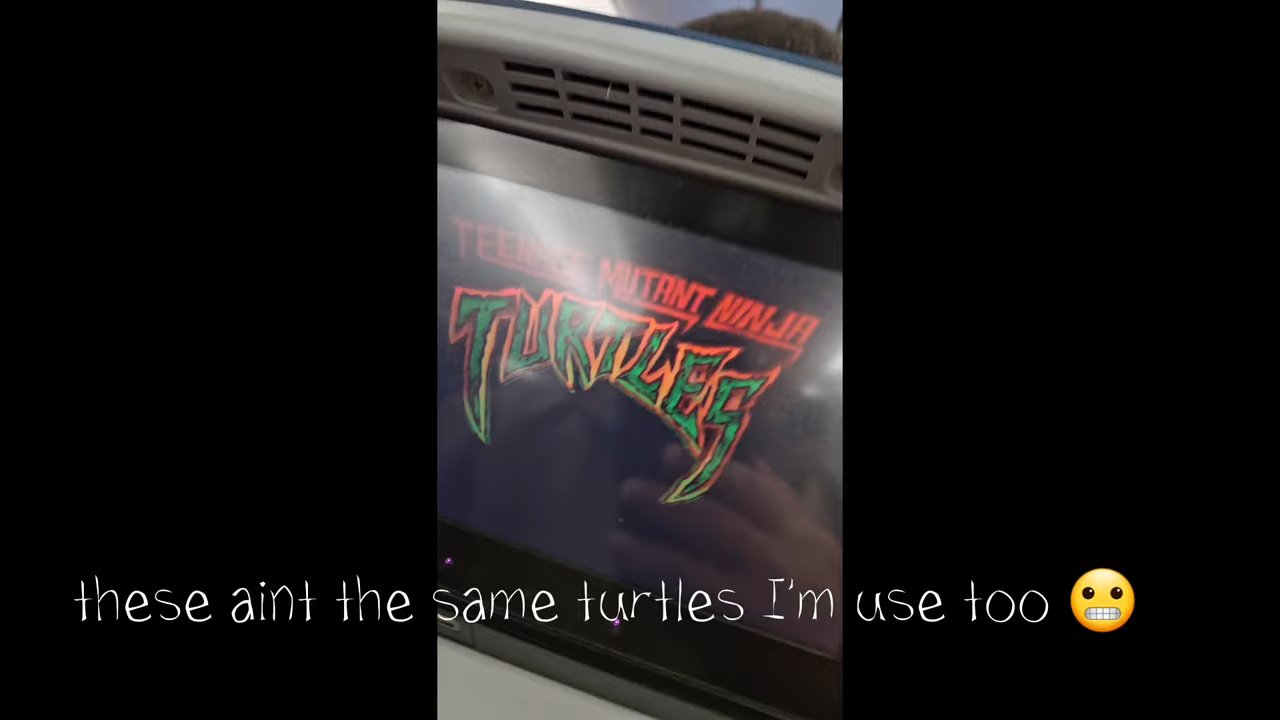 TEENAGE MUTANT NINJA
TURTLES
these aint the same turtles I'm use too 😬